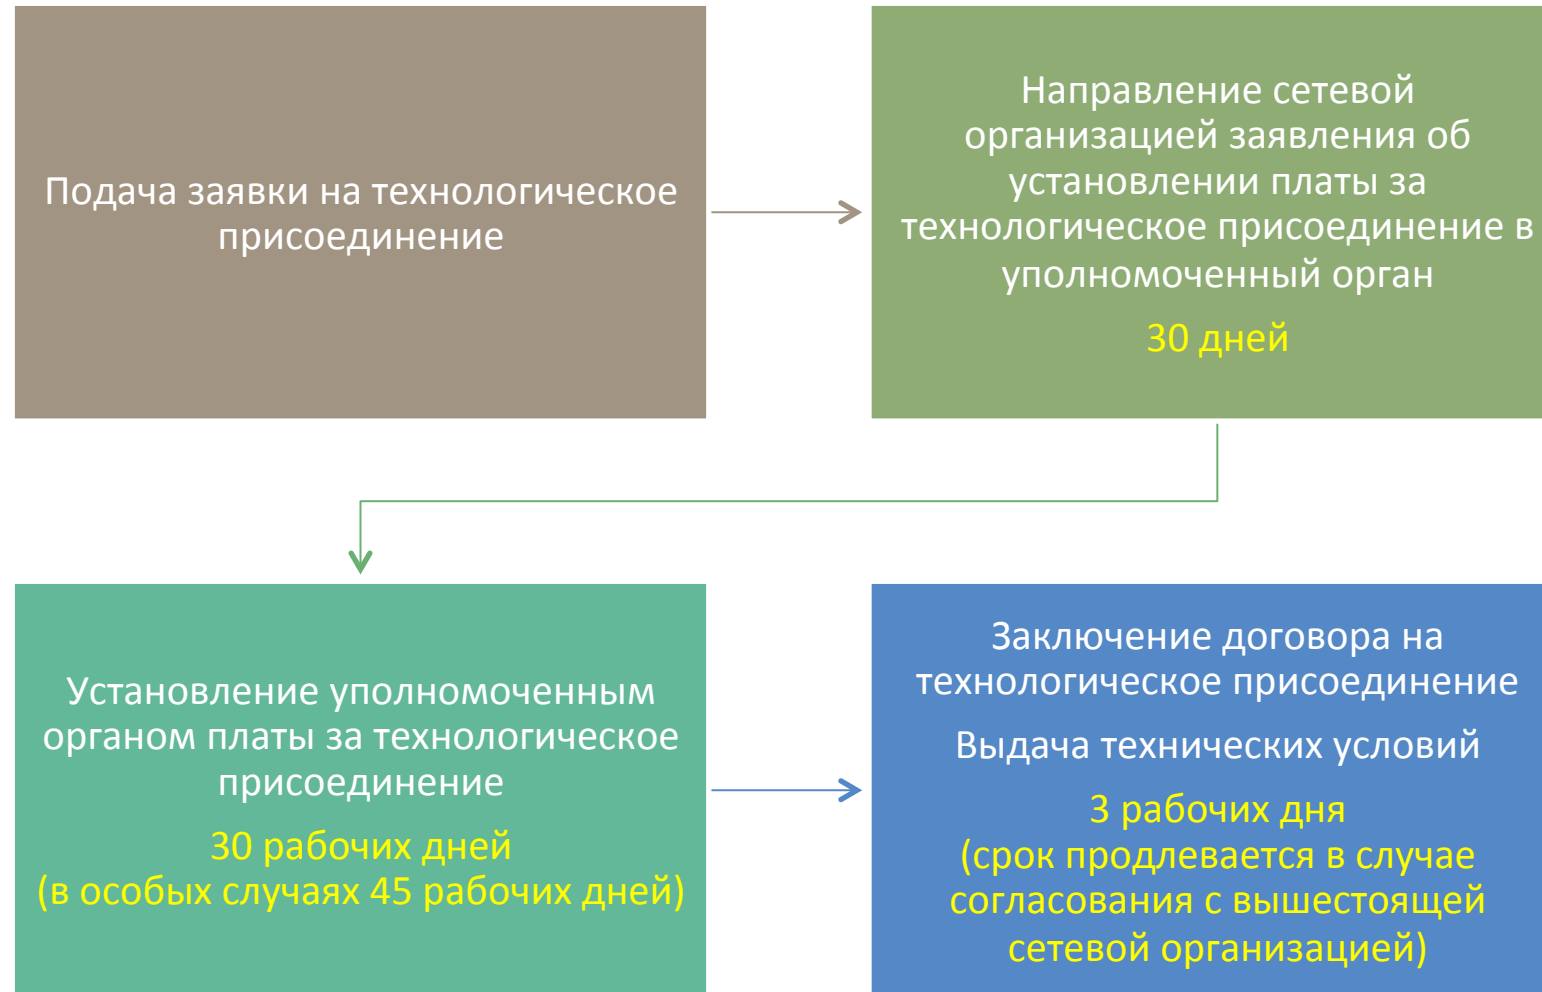 Подача заявки на технологическое
присоединение
Направление сетевой
организацией заявления об
установлении платы за
технологическое присоединение в
уполномоченный орган
30 дней
Установление уполномоченным
органом платы за технологическое
присоединение
30 рабочих дней
(в особых случаях 45 рабочих дней)
Заключение договора на
технологическое присоединение
Выдача технических условий
3 рабочих дня
(срок продлевается в случае
согласования с вышестоящей
сетевой организацией)